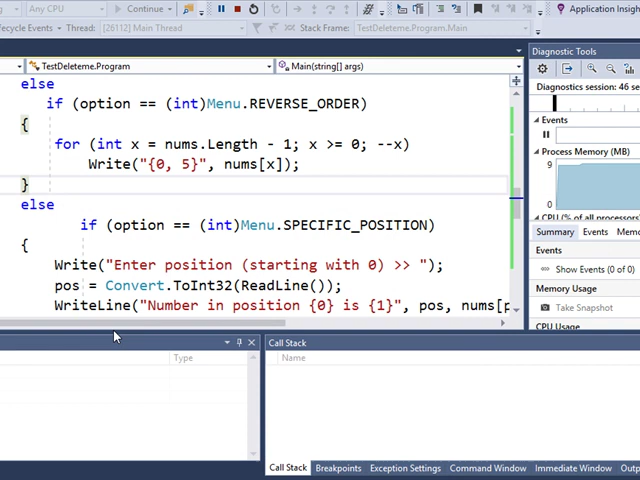 Any CPU Continue Application Insigh
Lifecycle Events Thread: [26112] Main Thread Stack Frame: TestDeleteme.Program.Main
TestDeleteme.Program Main(string[] args)
else
if (option == (int)Menu.REVERSE_ORDER)
{
for (int x = nums.Length - 1; x >= 0; --x)
Write("{0, 5}", nums[x]);
}
else
if (option == (int)Menu.SPECIFIC_POSITION)
{
Write("Enter position (starting with 0) >> ");
pos = Convert.ToInt32(ReadLine());
WriteLine("Number in position {0} is {1}", pos, nums[p
Type
Call Stack
Name
Call Stack Breakpoints Exception Settings Command Window Immediate Window Outp
Diagnostic Tools
Diagnostics session: 46 se
Events
Process Memory (MB)
9
0
CPU (% of all processors)
Summary Events Memo
Events
Show Events (0 of 0)
Memory Usage
Take Snapshot
CPU Usage